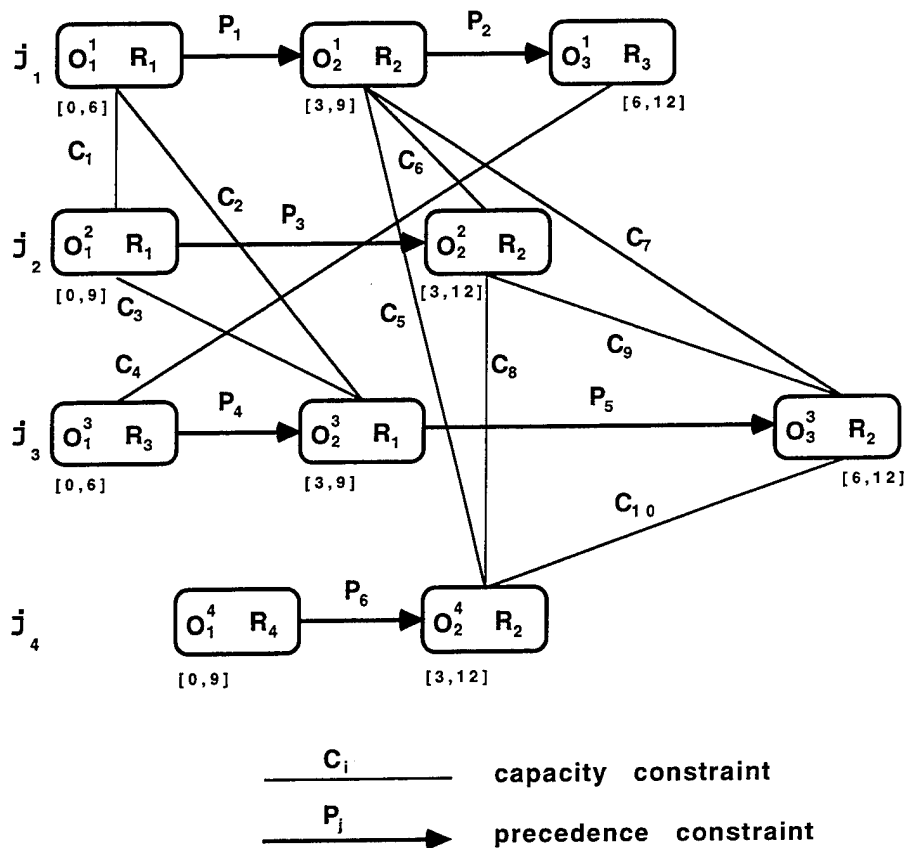 P₁ P₂
j₁ O₁¹ R₁ O₂¹ R₂ O₃¹ R₃
[0,6] [3,9] [6,12]
C₁ C₂ C₆ C₇
P₃
j₂ O₁² R₁ O₂² R₂
[0,9] [3,12]
C₃ C₅
C₄ C₈ C₉
P₄ P₅
j₃ O₁³ R₃ O₂³ R₁ O₃³ R₂
[0,6] [3,9] [6,12]
C₁₀
P₆
j₄ O₁⁴ R₄ O₂⁴ R₂
[0,9] [3,12]
Cᵢ capacity constraint
Pⱼ precedence constraint